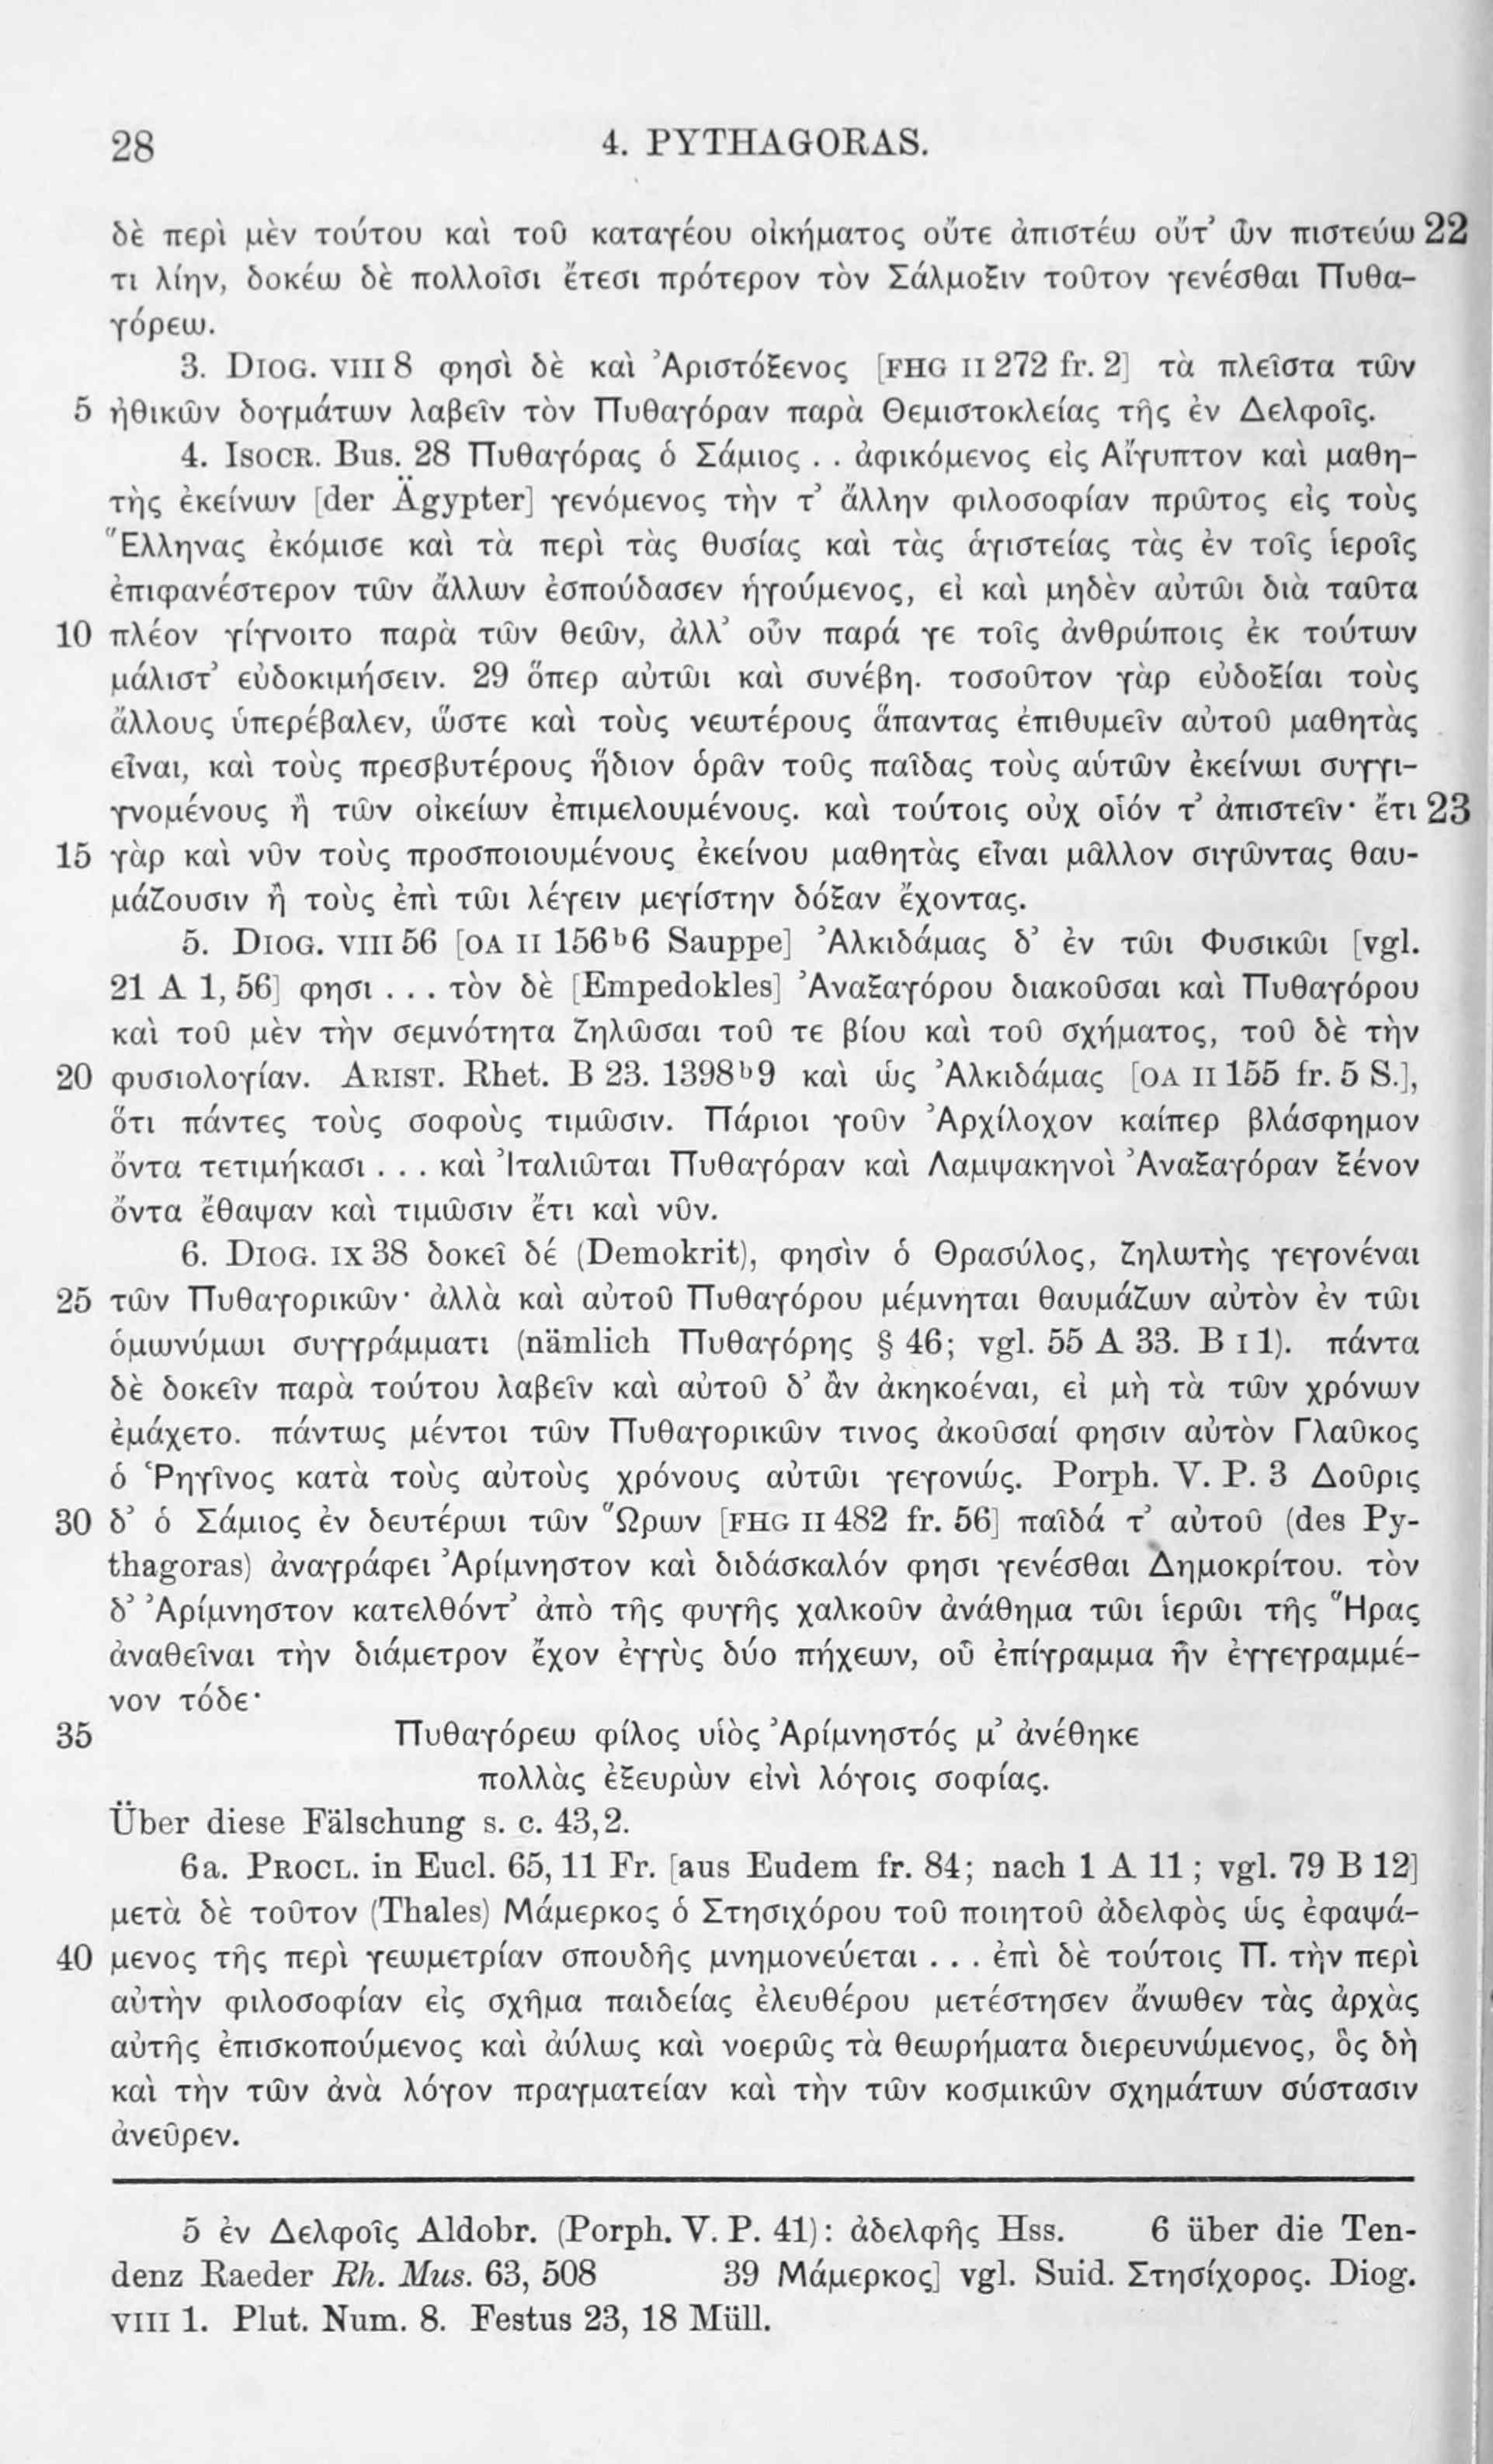 28 4. PYTHAGORAS.
δὲ περὶ μὲν τούτου καὶ τοῦ καταγέου οἰκήματος οὔτε ἀπιστέω οὔτ' ὦν πιστεύω 22
τι λίην, δοκέω δὲ πολλοῖσι ἔτεσι πρότερον τὸν Σάλμοξιν τοῦτον γενέσθαι Πυθα-
γόρεω.
3. DIOG. VIII 8 φησὶ δὲ καὶ Ἀριστόξενος [FHG II 272 fr. 2] τὰ πλεῖστα τῶν
5 ἠθικῶν δογμάτων λαβεῖν τὸν Πυθαγόραν παρὰ Θεμιστοκλείας τῆς ἐν Δελφοῖς.
4. ISOCR. Bus. 28 Πυθαγόρας ὁ Σάμιος . . ἀφικόμενος εἰς Αἴγυπτον καὶ μαθη-
τὴς ἐκείνων [der Ägypter] γενόμενος τὴν τ' ἄλλην φιλοσοφίαν πρῶτος εἰς τοὺς
Ἕλληνας ἐκόμισε καὶ τὰ περὶ τὰς θυσίας καὶ τὰς ἁγιστείας τὰς ἐν τοῖς ἱεροῖς
ἐπιφανέστερον τῶν ἄλλων ἐσπούδασεν ἡγούμενος, εἰ καὶ μηδὲν αὐτῶι διὰ ταῦτα
10 πλέον γίγνοιτο παρὰ τῶν θεῶν, ἀλλ' οὖν παρά γε τοῖς ἀνθρώποις ἐκ τούτων
μάλιστ' εὐδοκιμήσειν. 29 ὅπερ αὐτῶι καὶ συνέβη. τοσοῦτον γὰρ εὐδοξίαι τοὺς
ἄλλους ὑπερέβαλεν, ὥστε καὶ τοὺς νεωτέρους ἅπαντας ἐπιθυμεῖν αὐτοῦ μαθητὰς
εἶναι, καὶ τοὺς πρεσβυτέρους ἥδιον ὁρᾶν τοῦς παῖδας τοὺς αὑτῶν ἐκείνωι συγγι-
γνομένους ἢ τῶν οἰκείων ἐπιμελουμένους. καὶ τούτοις οὐχ οἷόν τ' ἀπιστεῖν· ἔτι 23
15 γὰρ καὶ νῦν τοὺς προσποιουμένους ἐκείνου μαθητὰς εἶναι μᾶλλον σιγῶντας θαυ-
μάζουσιν ἢ τοὺς ἐπὶ τῶι λέγειν μεγίστην δόξαν ἔχοντας.
5. DIOG. VIII 56 [OA II 156ᵇ6 Sauppe] Ἀλκιδάμας δ' ἐν τῶι Φυσικῶι [vgl.
21 A 1, 56] φησι . . . τὸν δὲ [Empedokles] Ἀναξαγόρου διακοῦσαι καὶ Πυθαγόρου
καὶ τοῦ μὲν τὴν σεμνότητα ζηλῶσαι τοῦ τε βίου καὶ τοῦ σχήματος, τοῦ δὲ τὴν
20 φυσιολογίαν. ARIST. Rhet. B 23. 1398ᵇ9 καὶ ὡς Ἀλκιδάμας [OA II 155 fr. 5 S.],
ὅτι πάντες τοὺς σοφοὺς τιμῶσιν. Πάριοι γοῦν Ἀρχίλοχον καίπερ βλάσφημον
ὄντα τετιμήκασι . . . καὶ Ἰταλιῶται Πυθαγόραν καὶ Λαμψακηνοὶ Ἀναξαγόραν ξένον
ὄντα ἔθαψαν καὶ τιμῶσιν ἔτι καὶ νῦν.
6. DIOG. IX 38 δοκεῖ δέ (Demokrit), φησὶν ὁ Θρασύλος, ζηλωτὴς γεγονέναι
25 τῶν Πυθαγορικῶν· ἀλλὰ καὶ αὐτοῦ Πυθαγόρου μέμνηται θαυμάζων αὐτὸν ἐν τῶι
ὁμωνύμωι συγγράμματι (nämlich Πυθαγόρης § 46; vgl. 55 A 33. B I 1). πάντα
δὲ δοκεῖν παρὰ τούτου λαβεῖν καὶ αὐτοῦ δ' ἂν ἀκηκοέναι, εἰ μὴ τὰ τῶν χρόνων
ἐμάχετο. πάντως μέντοι τῶν Πυθαγορικῶν τινος ἀκοῦσαί φησιν αὐτὸν Γλαῦκος
ὁ Ῥηγῖνος κατὰ τοὺς αὐτοὺς χρόνους αὐτῶι γεγονώς. Porph. V. P. 3 Δοῦρις
30 δ' ὁ Σάμιος ἐν δευτέρωι τῶν Ὥρων [FHG II 482 fr. 56] παῖδά τ' αὐτοῦ (des Py-
thagoras) ἀναγράφει Ἀρίμνηστον καὶ διδάσκαλόν φησι γενέσθαι Δημοκρίτου. τὸν
δ' Ἀρίμνηστον κατελθόντ' ἀπὸ τῆς φυγῆς χαλκοῦν ἀνάθημα τῶι ἱερῶι τῆς Ἥρας
ἀναθεῖναι τὴν διάμετρον ἔχον ἐγγὺς δύο πήχεων, οὗ ἐπίγραμμα ἦν ἐγγεγραμμέ-
νον τόδε·
35 Πυθαγόρεω φίλος υἱὸς Ἀρίμνηστός μ' ἀνέθηκε
πολλὰς ἐξευρὼν εἰνὶ λόγοις σοφίας.
Über diese Fälschung s. c. 43,2.
6a. PROCL. in Eucl. 65, 11 Fr. [aus Eudem fr. 84; nach 1 A 11; vgl. 79 B 12]
μετὰ δὲ τοῦτον (Thales) Μάμερκος ὁ Στησιχόρου τοῦ ποιητοῦ ἀδελφὸς ὡς ἐφαψά-
40 μενος τῆς περὶ γεωμετρίαν σπουδῆς μνημονεύεται . . . ἐπὶ δὲ τούτοις Π. τὴν περὶ
αὐτὴν φιλοσοφίαν εἰς σχῆμα παιδείας ἐλευθέρου μετέστησεν ἄνωθεν τὰς ἀρχὰς
αὐτῆς ἐπισκοπούμενος καὶ ἀύλως καὶ νοερῶς τὰ θεωρήματα διερευνώμενος, ὃς δὴ
καὶ τὴν τῶν ἀνὰ λόγον πραγματείαν καὶ τὴν τῶν κοσμικῶν σχημάτων σύστασιν
ἀνεῦρεν.
5 ἐν Δελφοῖς Aldobr. (Porph. V. P. 41): ἀδελφῆς Hss. 6 über die Ten-
denz Raeder Rh. Mus. 63, 508 39 Μάμερκος] vgl. Suid. Στησίχορος. Diog.
VIII 1. Plut. Num. 8. Festus 23, 18 Müll.